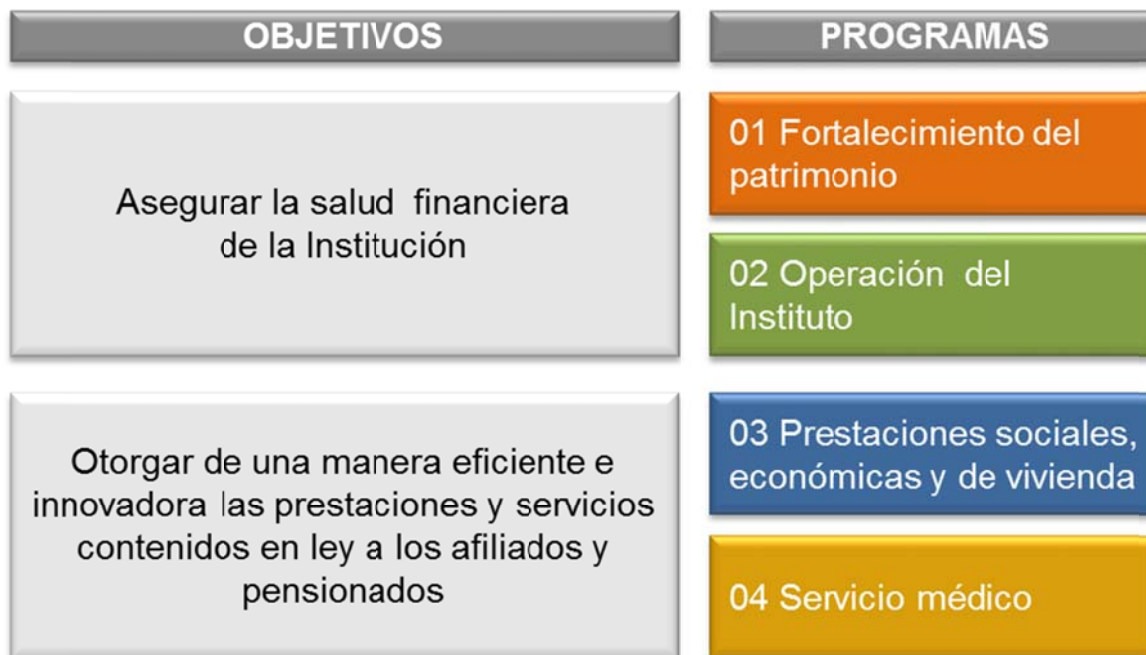 OBJETIVOS
PROGRAMAS
Asegurar la salud financiera
de la Institución
01 Fortalecimiento del
patrimonio
02 Operación del
Instituto
Otorgar de una manera eficiente e
innovadora las prestaciones y servicios
contenidos en ley a los afiliados y
pensionados
03 Prestaciones sociales,
económicas y de vivienda
04 Servicio médico